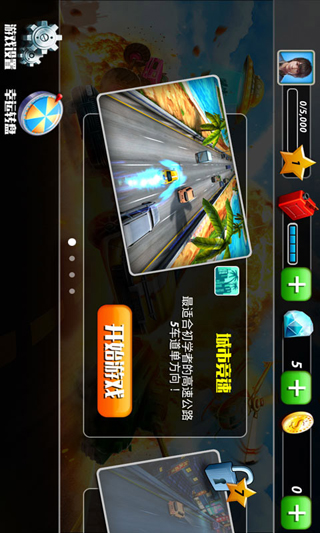 0/5,000
1
5
0
城市竞速
最适合初学者的高速公路
5车道单方向！
开始游戏
7
游戏设置
幸运转盘